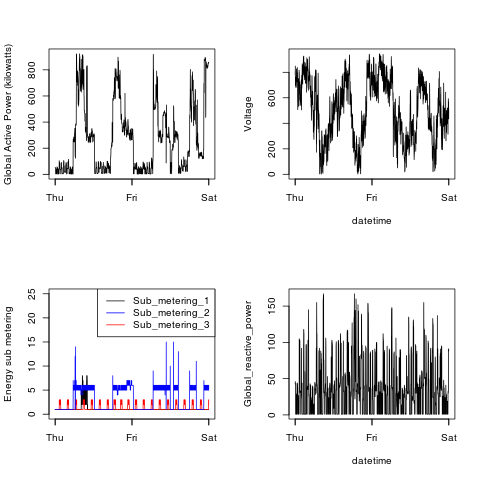 Global Active Power (kilowatts)
0 200 400 600 800
Thu Fri Sat
Voltage
0 200 600
Thu Fri Sat
datetime
Energy sub metering
0 5 10 15 20 25
Sub_metering_1
Sub_metering_2
Sub_metering_3
Thu Fri Sat
Global_reactive_power
0 50 100 150
Thu Fri Sat
datetime